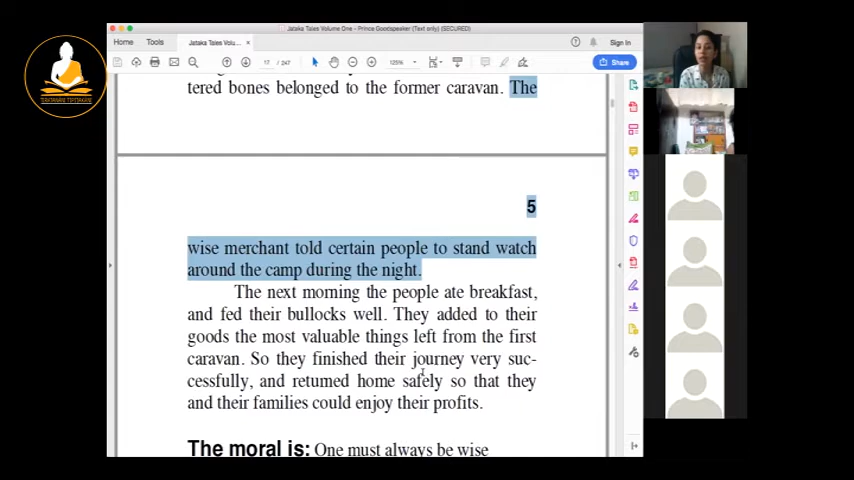 Jataka Tales Volume One - Prince Goodspeaker (Text only) (SECURED)
Home Tools Jataka Tales Volu... × Sign In
17 / 247 125% Share
tered bones belonged to the former caravan. The
5
wise merchant told certain people to stand watch
around the camp during the night.
The next morning the people ate breakfast,
and fed their bullocks well. They added to their
goods the most valuable things left from the first
caravan. So they finished their journey very suc-
cessfully, and returned home safely so that they
and their families could enjoy their profits.
The moral is: One must always be wise